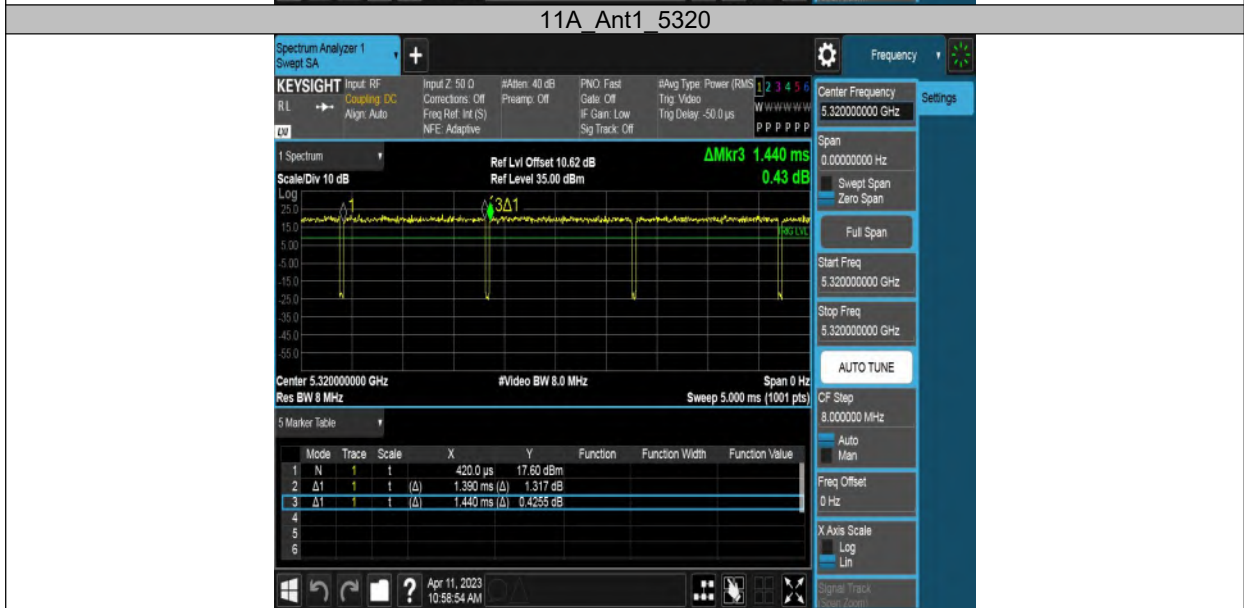 11A_Ant1_5320
Spectrum Analyzer 1
Swept SA
+
Frequency
KEYSIGHT
RL
LXI
Input: RF
Coupling: DC
Align: Auto
Input Z: 50 Ω
Corrections: Off
Freq Ref: Int (S)
NFE: Adaptive
#Atten: 40 dB
Preamp: Off
PNO: Fast
Gate: Off
IF Gain: Low
Sig Track: Off
#Avg Type: Power (RMS
Trig: Video
Trig Delay: -50.0 µs
1 2 3 4 5 6
W W W W W W
P P P P P P
Center Frequency
5.320000000 GHz
Settings
1 Spectrum
Scale/Div 10 dB
Ref Lvl Offset 10.62 dB
Ref Level 35.00 dBm
ΔMkr3 1.440 ms
0.43 dB
Log
25.0
15.0
5.00
-5.00
-15.0
-25.0
-35.0
-45.0
-55.0
1
3Δ1
TRIG LVL
Center 5.320000000 GHz
Res BW 8 MHz
#Video BW 8.0 MHz
Span 0 Hz
Sweep 5.000 ms (1001 pts)
Span
0.00000000 Hz
Swept Span
Zero Span
Full Span
Start Freq
5.320000000 GHz
Stop Freq
5.320000000 GHz
AUTO TUNE
CF Step
8.000000 MHz
Auto
Man
Freq Offset
0 Hz
X Axis Scale
Log
Lin
Signal Track
(Span Zoom)
5 Marker Table
Mode Trace Scale X Y Function Function Width Function Value
1 N 1 t 420.0 µs 17.60 dBm
2 Δ1 1 t (Δ) 1.390 ms (Δ) 1.317 dB
3 Δ1 1 t (Δ) 1.440 ms (Δ) 0.4255 dB
4
5
6
?
Apr 11, 2023
10:58:54 AM